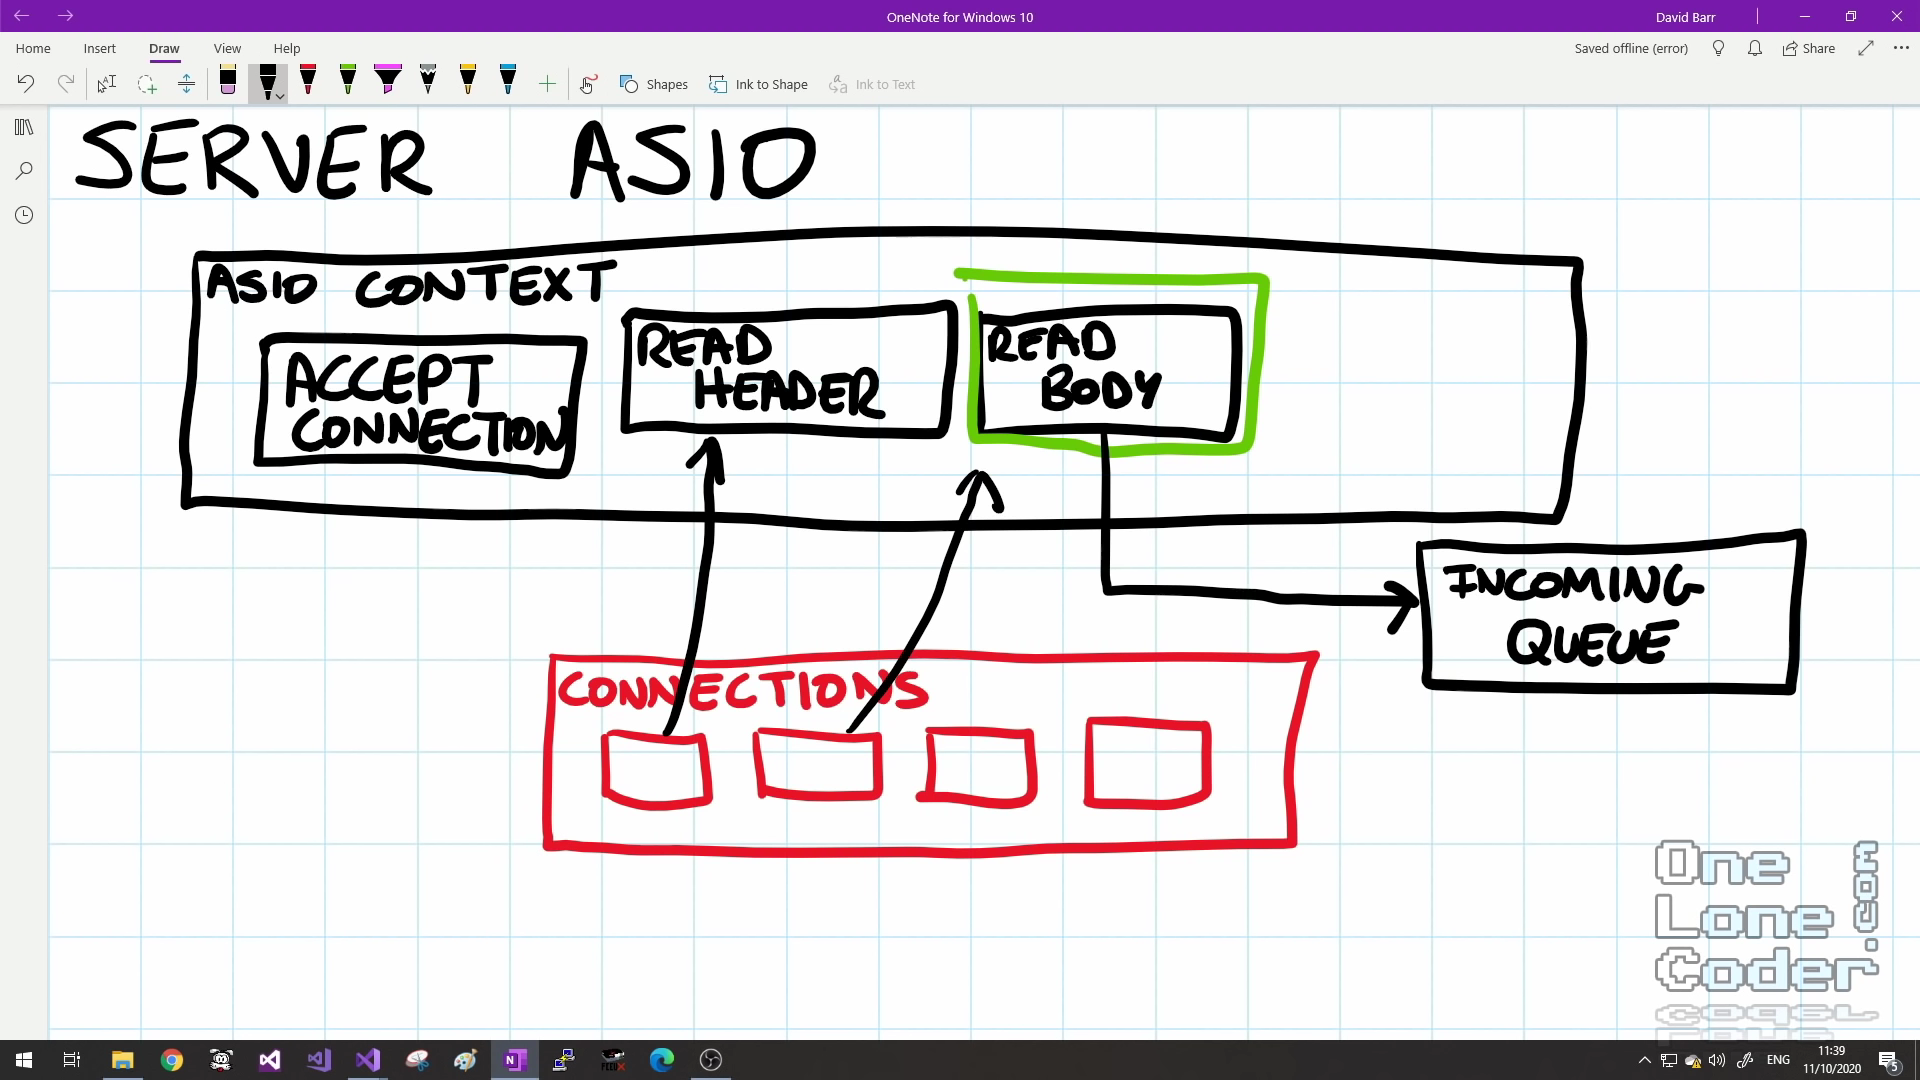 OneNote for Windows 10
David Barr
Home Insert Draw View Help
Saved offline (error)
Share
Shapes
Ink to Shape
Ink to Text
SERVER ASIO
ASIO CONTEXT
ACCEPT
CONNECTION
READ
HEADER
READ
BODY
INCOMING
QUEUE
CONNECTIONS
One
Lone
Coder
.com
ENG
11:39
11/10/2020
5